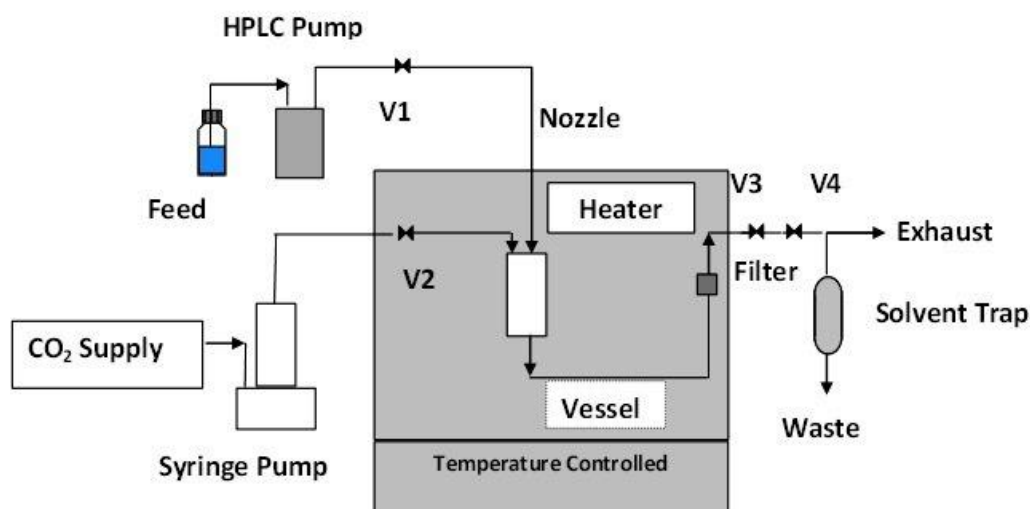 HPLC Pump
V1
Nozzle
Feed
Heater
V3
V4
Exhaust
V2
Filter
Solvent Trap
CO₂ Supply
Vessel
Waste
Syringe Pump
Temperature Controlled